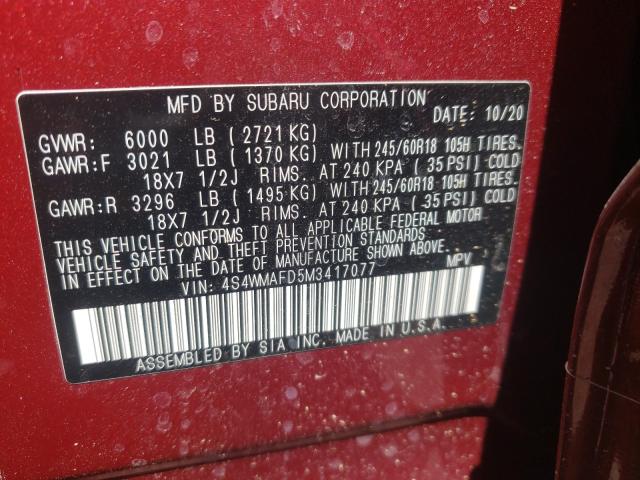 MFD BY SUBARU CORPORATION
DATE: 10/20
GVWR: 6000 LB ( 2721 KG)
GAWR:F 3021 LB ( 1370 KG) WITH 245/60R18 105H TIRES.
18X7 1/2J RIMS. AT 240 KPA ( 35 PSI) COLD
GAWR:R 3296 LB ( 1495 KG) WITH 245/60R18 105H TIRES.
18X7 1/2J RIMS. AT 240 KPA ( 35 PSI) COLD
THIS VEHICLE CONFORMS TO ALL APPLICABLE FEDERAL MOTOR
VEHICLE SAFETY AND THEFT PREVENTION STANDARDS
IN EFFECT ON THE DATE OF MANUFACTURE SHOWN ABOVE.
VIN: 4S4WMAFD5M3417077 MPV
ASSEMBLED BY SIA INC. MADE IN U.S.A.